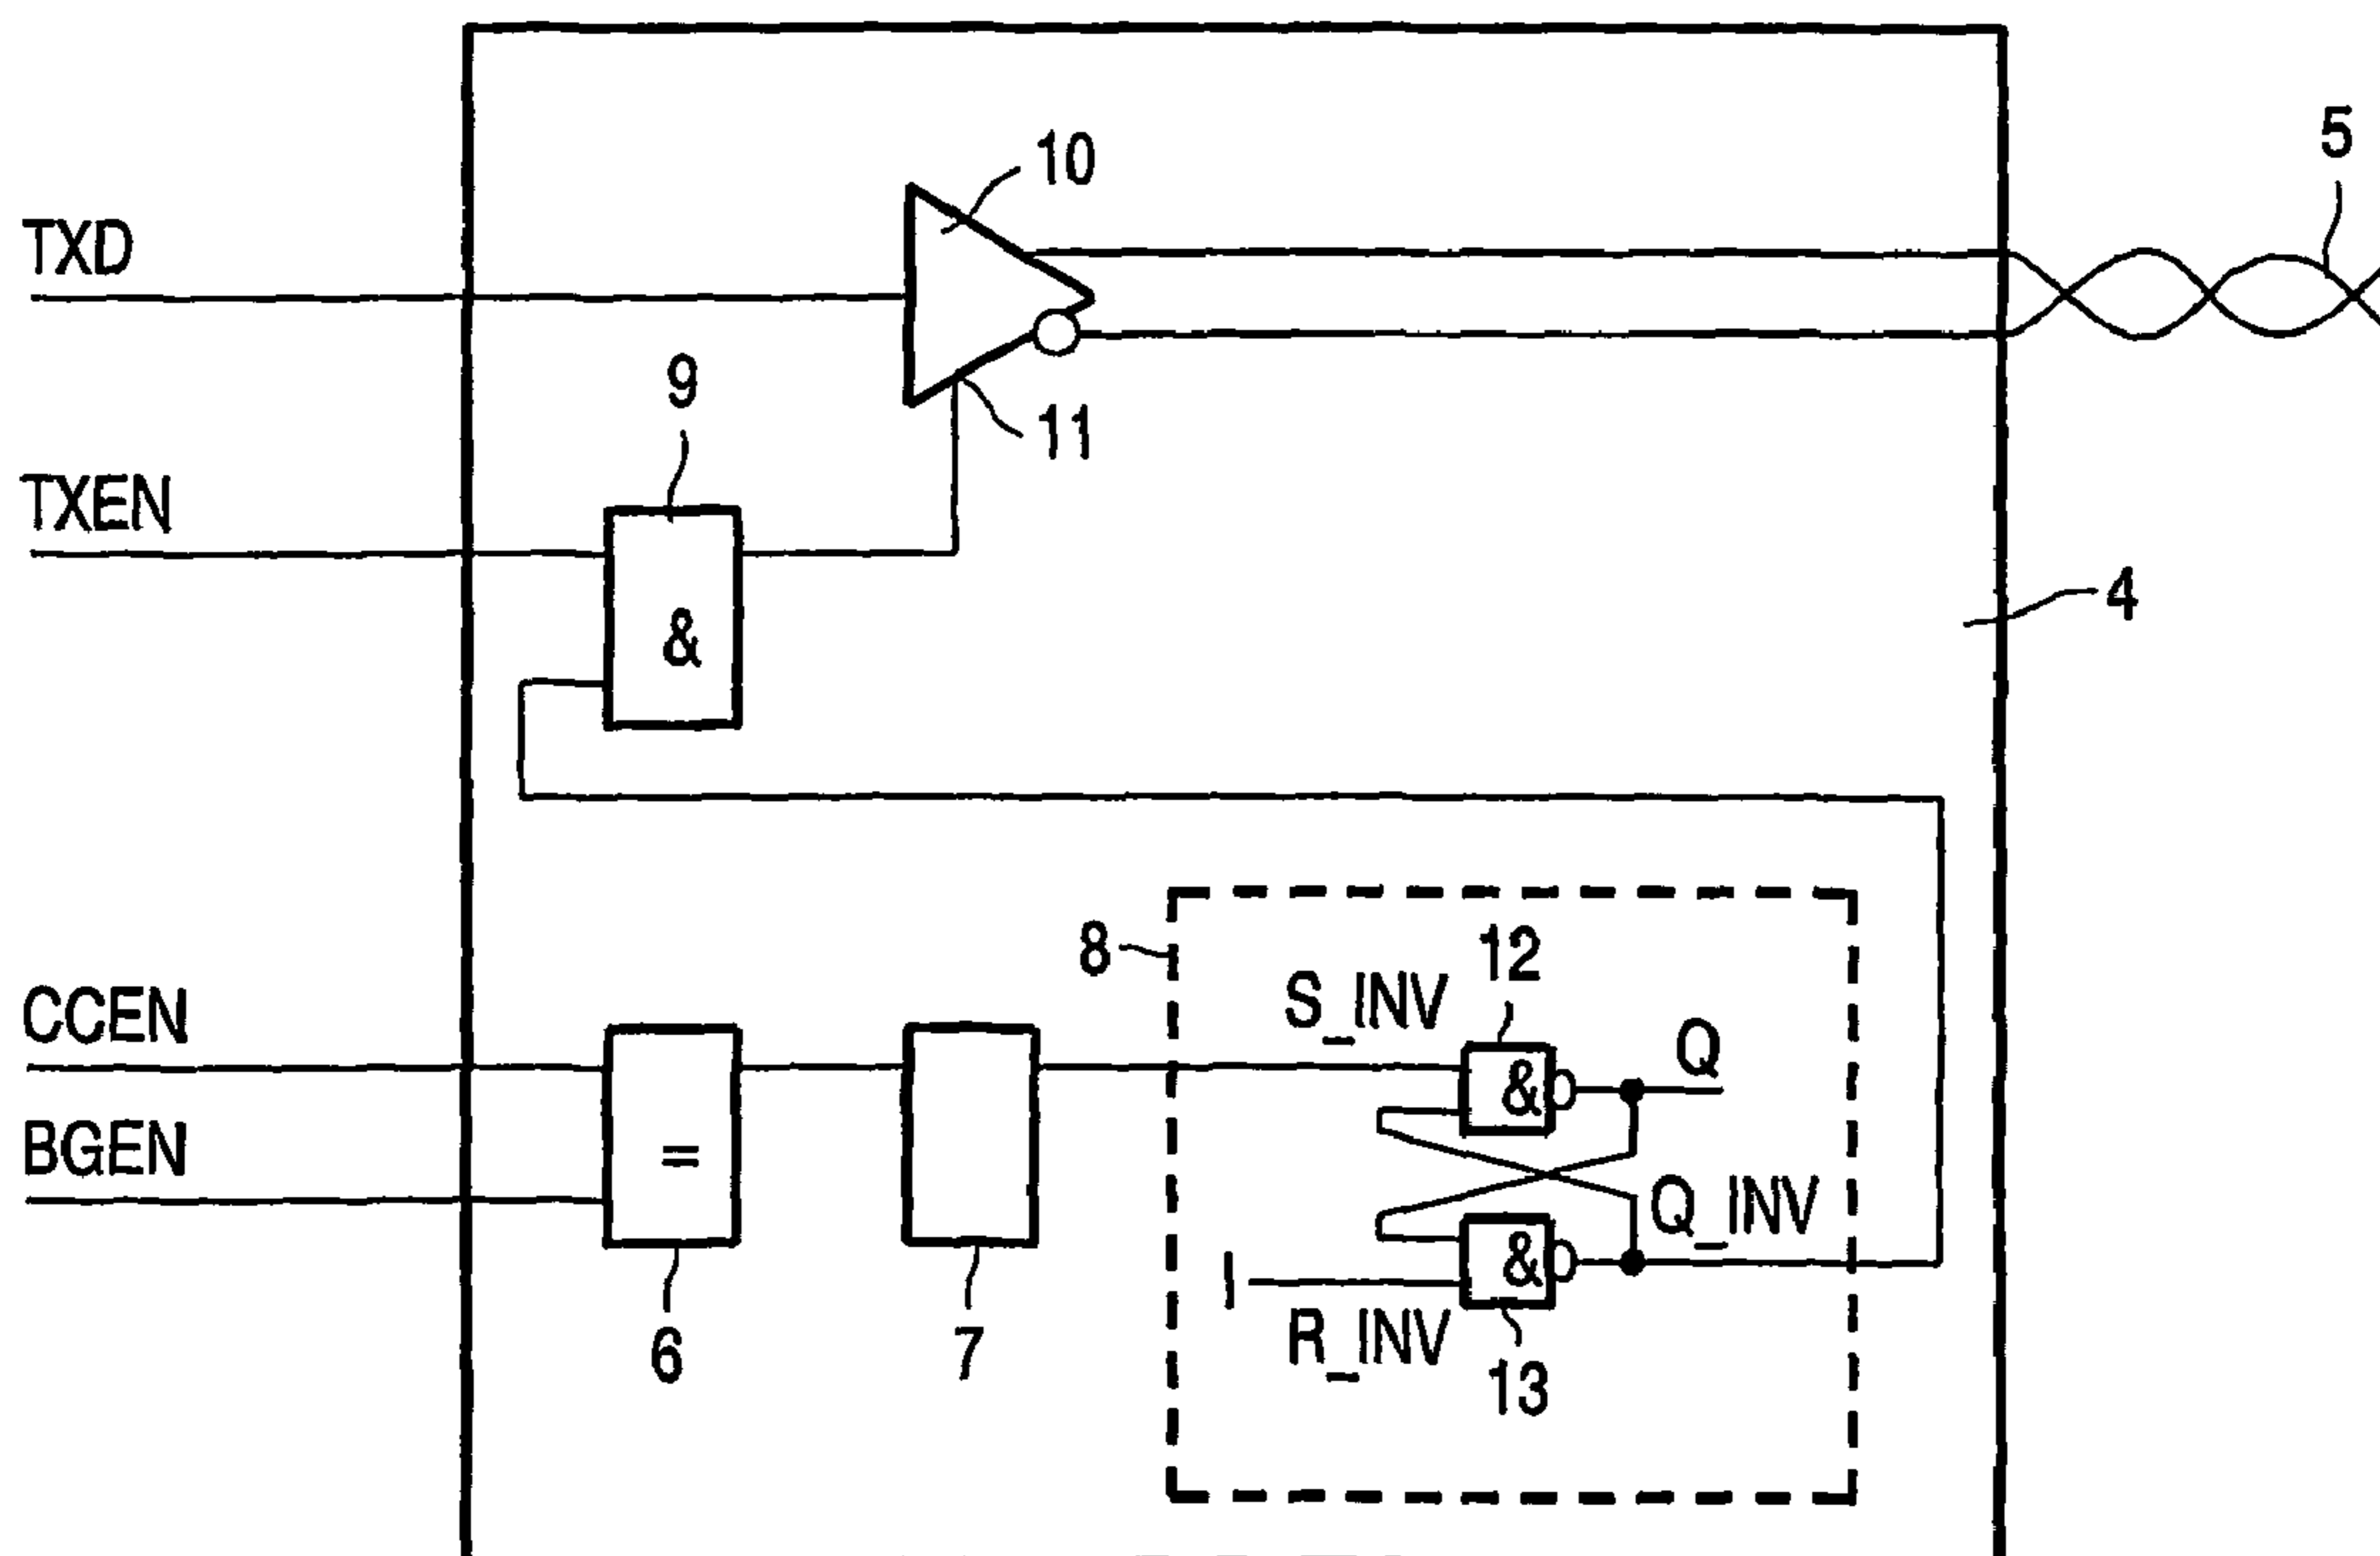 10
5
TXD
9
11
TXEN
4
&
8
12
S_INV
CCEN
Q
&
BGEN
=
Q_INV
&
1
R_INV
6
7
13